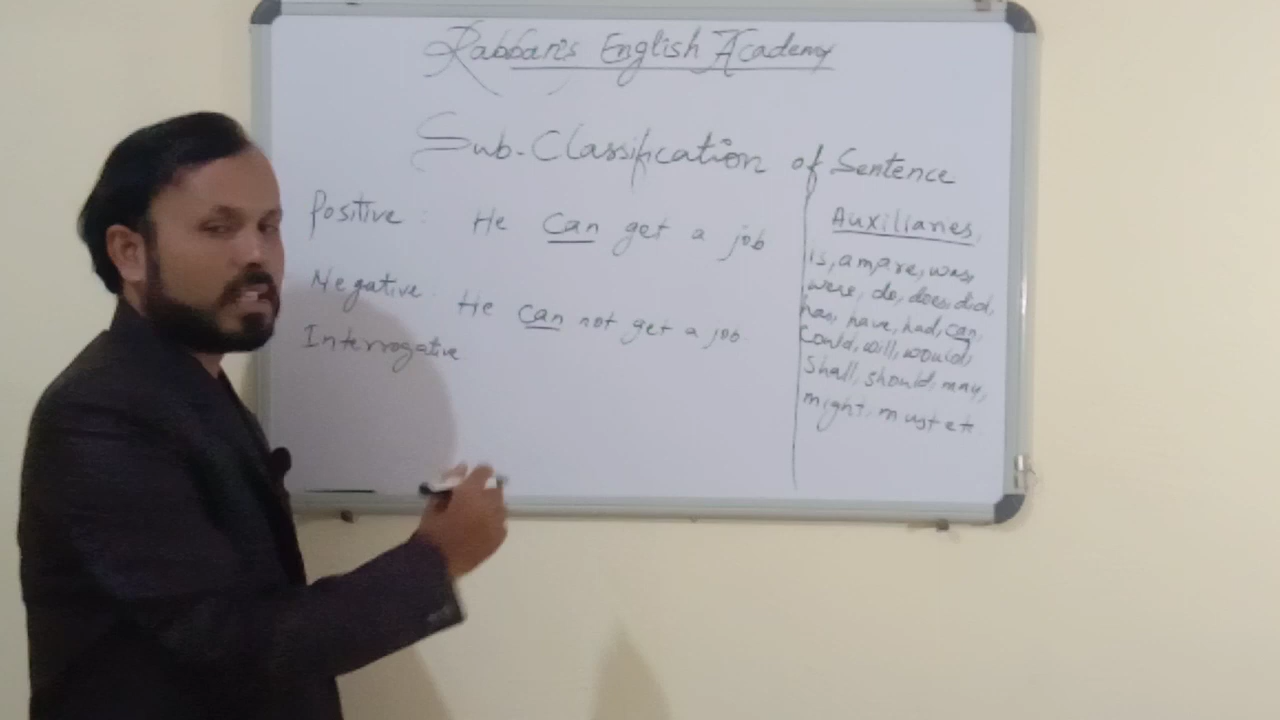 Rabban's English Academy
Sub-Classification of Sentence
Positive : He can get a job
Negative. He can not get a job.
Interrogative
Auxiliaries,
is, am, are, was,
were, do, does, did,
has, have, had, can,
could, will, would,
shall, should, may,
might, must etc